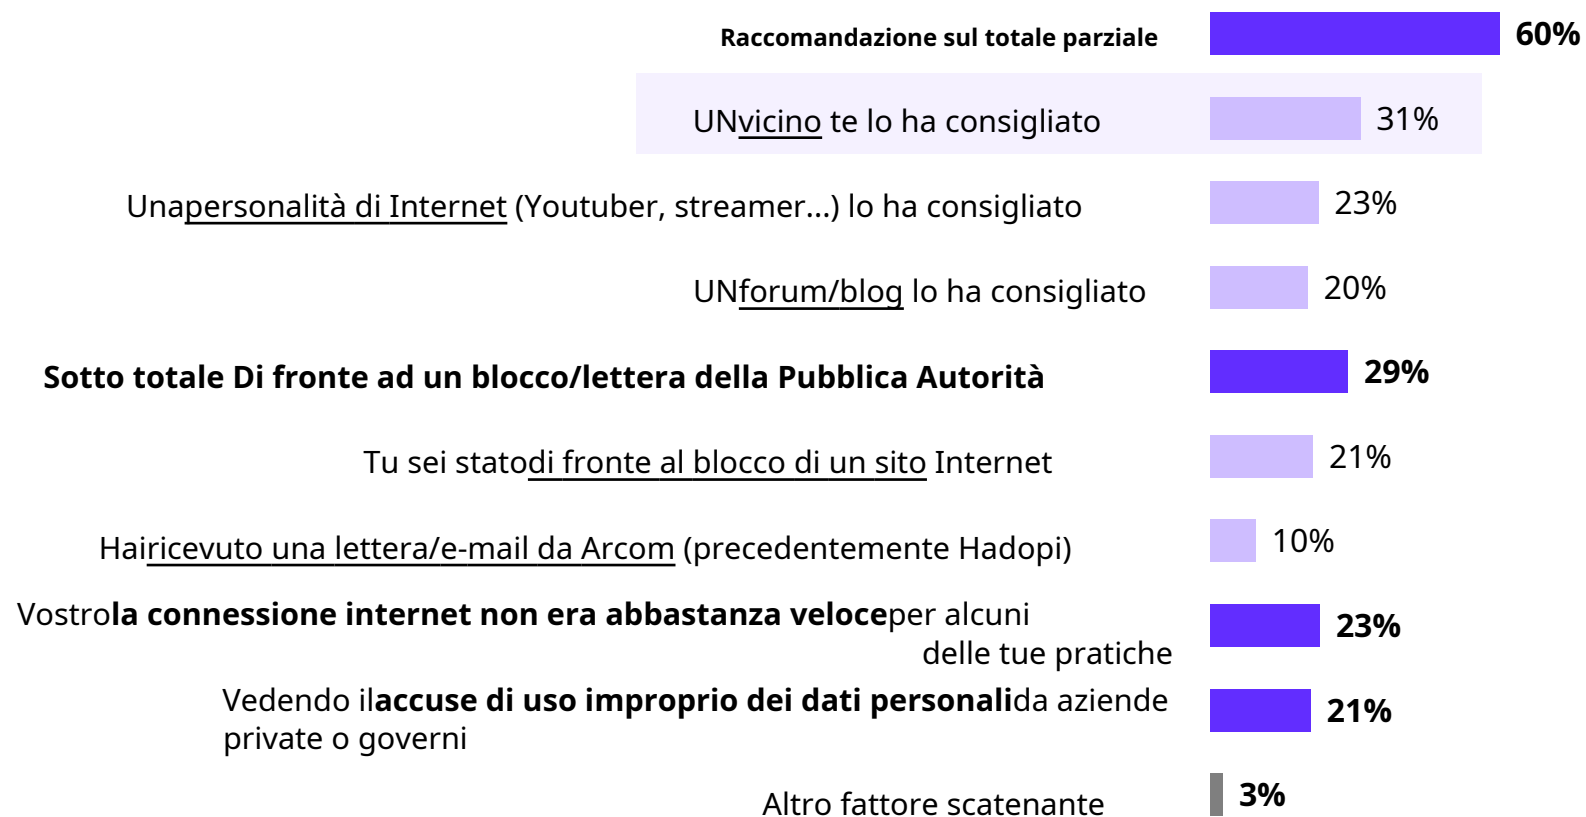 Raccomandazione sul totale parziale 60%
UNvicino te lo ha consigliato 31%
Unapersonalità di Internet (Youtuber, streamer...) lo ha consigliato 23%
UNforum/blog lo ha consigliato 20%
Sotto totale Di fronte ad un blocco/lettera della Pubblica Autorità 29%
Tu sei statodi fronte al blocco di un sito Internet 21%
Hairicevuto una lettera/e-mail da Arcom (precedentemente Hadopi) 10%
Vostrola connessione internet non era abbastanza veloceper alcuni
delle tue pratiche 23%
Vedendo ilaccuse di uso improprio dei dati personalida aziende
private o governi 21%
Altro fattore scatenante 3%